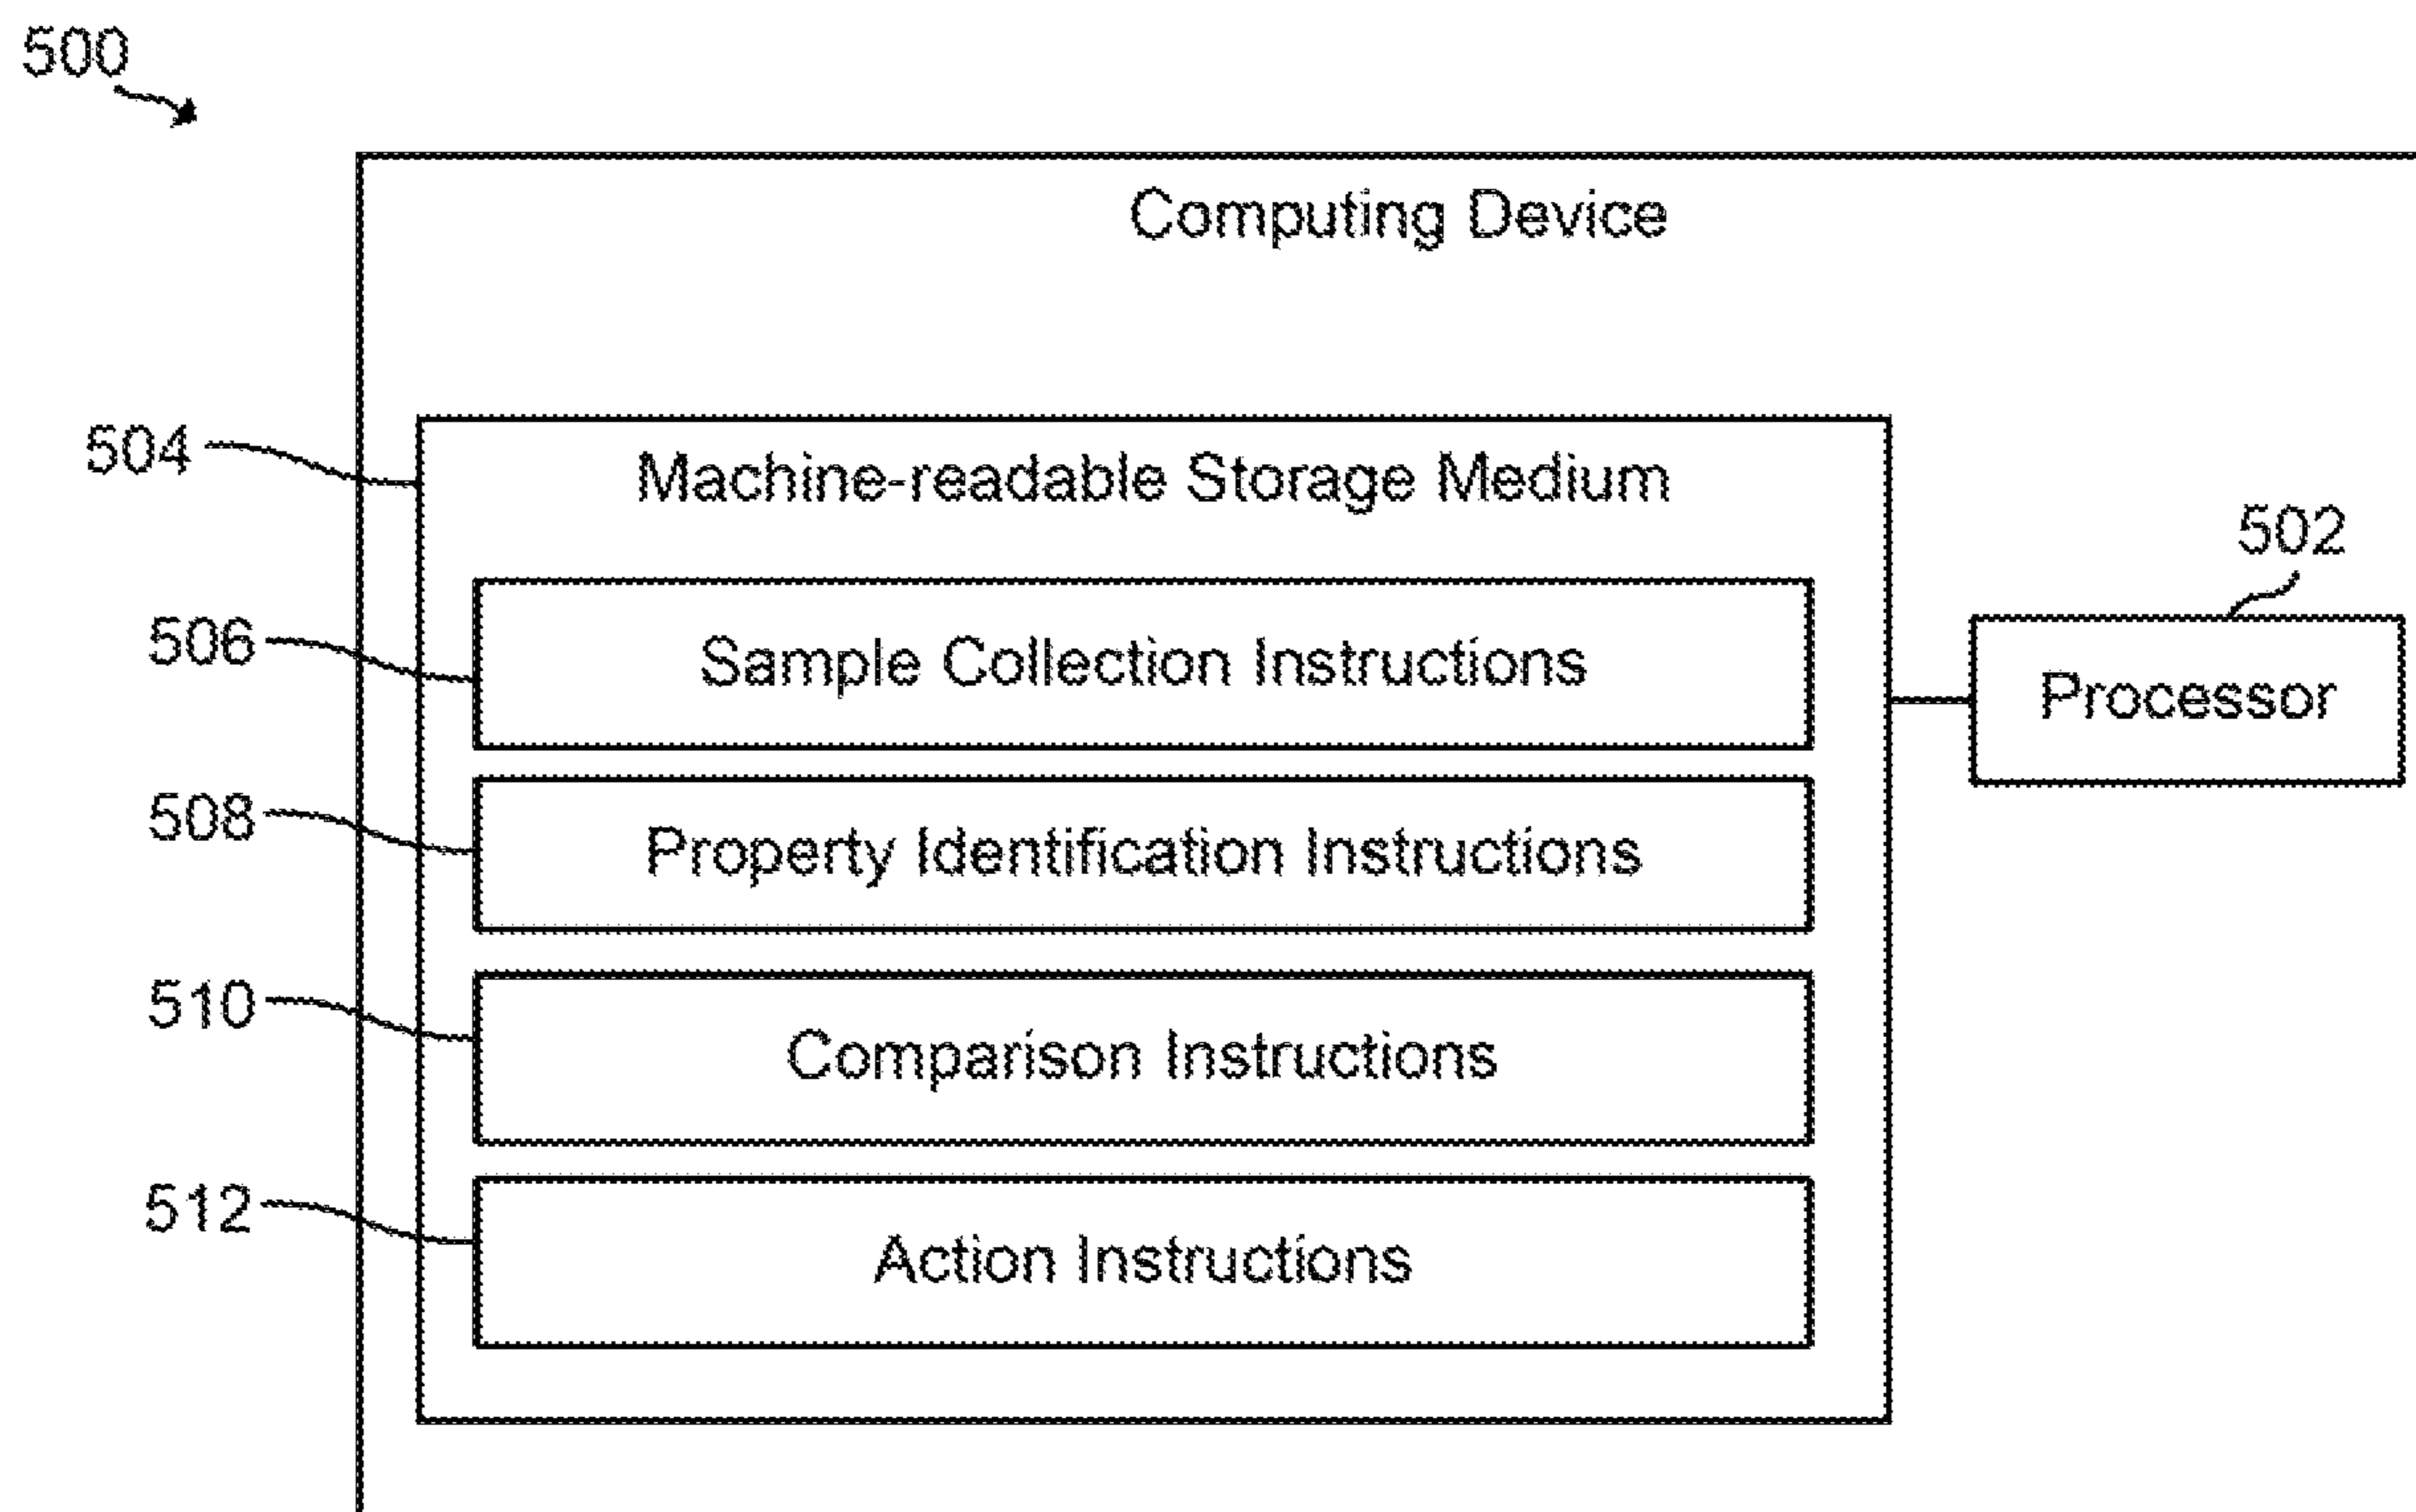 500
Computing Device
504
Machine-readable Storage Medium
502
506
Sample Collection Instructions
Processor
508
Property Identification Instructions
510
Comparison Instructions
512
Action Instructions